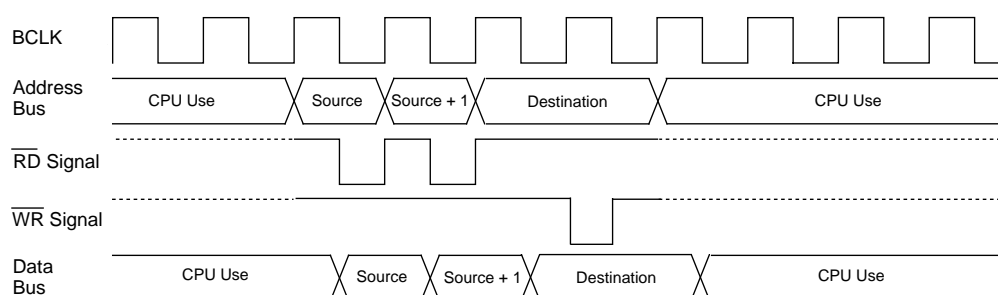 BCLK
Address
Bus
CPU Use
Source
Source + 1
Destination
CPU Use
RD Signal
WR Signal
Data
Bus
CPU Use
Source
Source + 1
Destination
CPU Use